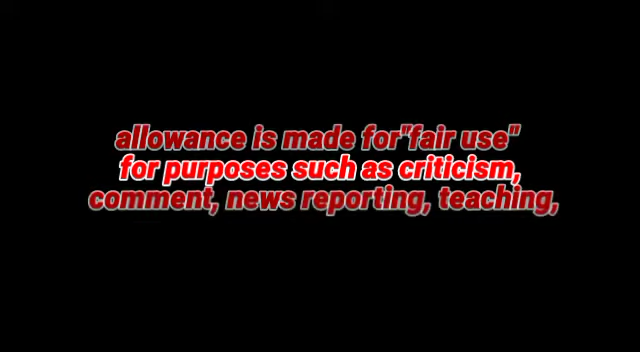 allowance is made for"fair use"
for purposes such as criticism,
comment, news reporting, teaching,